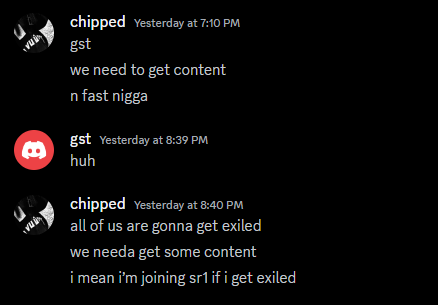 chipped Yesterday at 7:10 PM
gst
we need to get content
n fast nigga
gst Yesterday at 8:39 PM
huh
chipped Yesterday at 8:40 PM
all of us are gonna get exiled
we needa get some content
i mean i'm joining sr1 if i get exiled